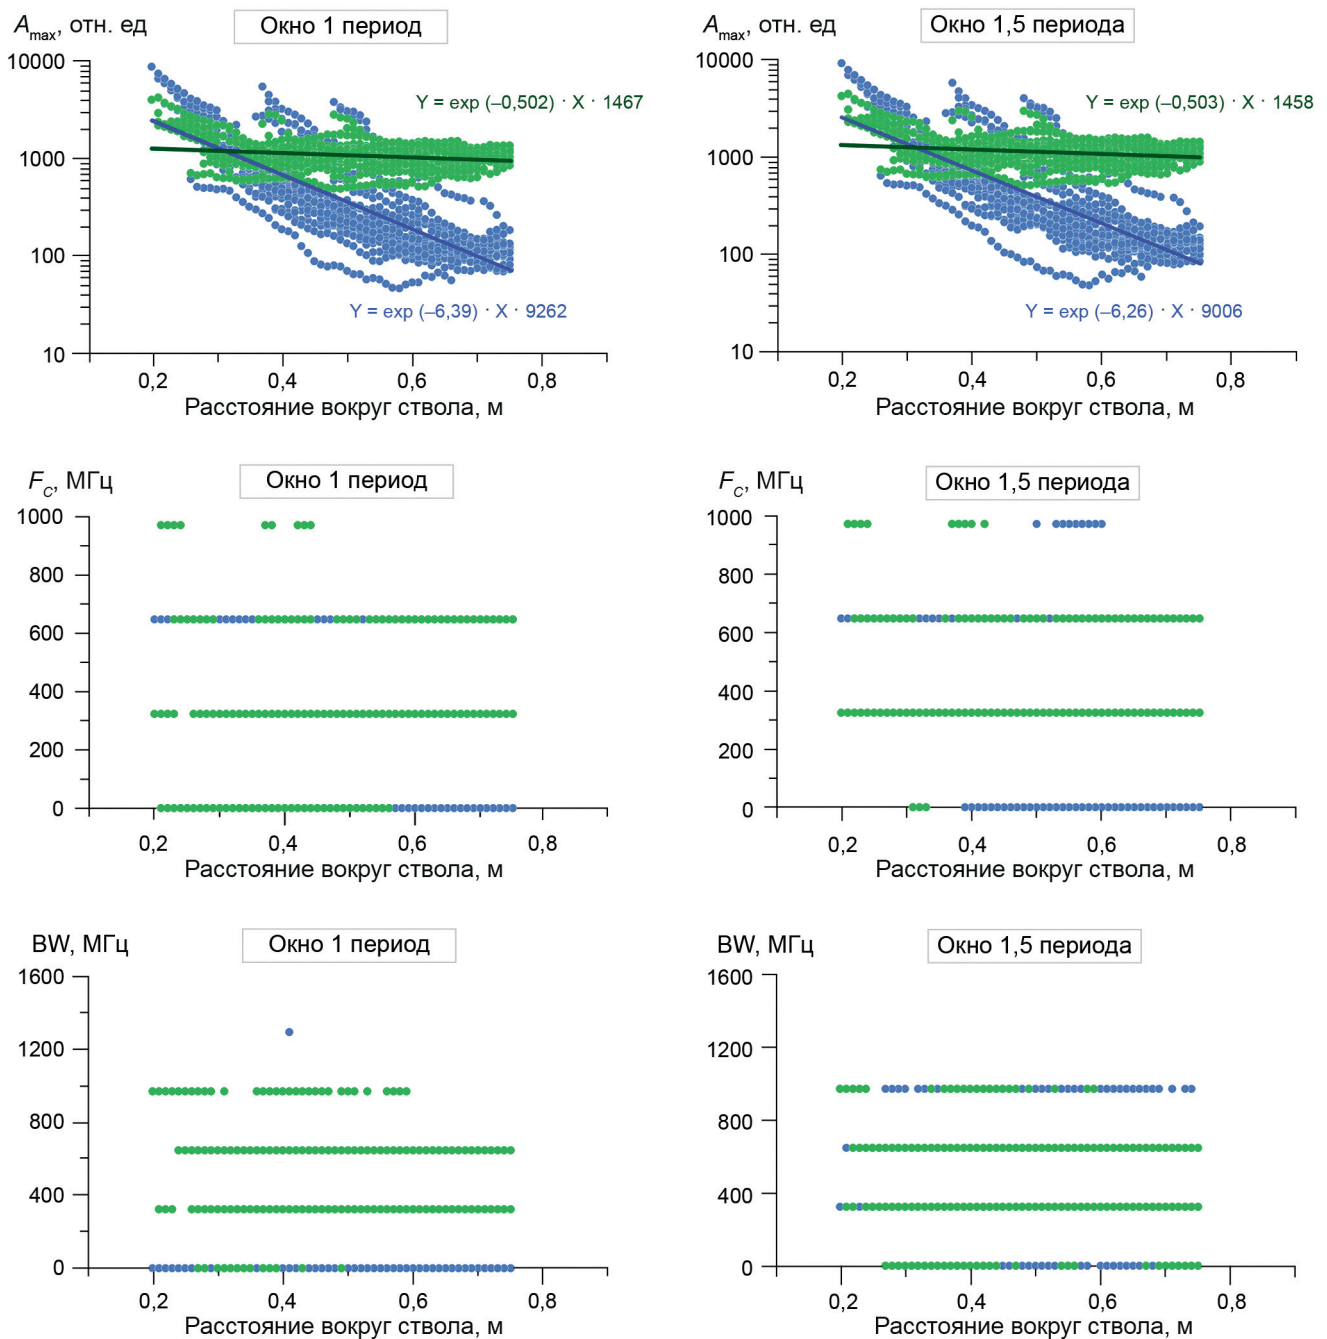 A max, отн. ед
Окно 1 период
10000
1000
100
10
Y = exp (–0,502) · X · 1467
Y = exp (–6,39) · X · 9262
0,2 0,4 0,6 0,8
Расстояние вокруг ствола, м
A max, отн. ед
Окно 1,5 периода
10000
1000
100
10
Y = exp (–0,503) · X · 1458
Y = exp (–6,26) · X · 9006
0,2 0,4 0,6 0,8
Расстояние вокруг ствола, м
F C, МГц
Окно 1 период
1000
800
600
400
200
0
0,2 0,4 0,6 0,8
Расстояние вокруг ствола, м
F C, МГц
Окно 1,5 периода
1000
800
600
400
200
0
0,2 0,4 0,6 0,8
Расстояние вокруг ствола, м
BW, МГц
Окно 1 период
1600
1200
800
400
0
0,2 0,4 0,6 0,8
Расстояние вокруг ствола, м
BW, МГц
Окно 1,5 периода
1600
1200
800
400
0
0,2 0,4 0,6 0,8
Расстояние вокруг ствола, м